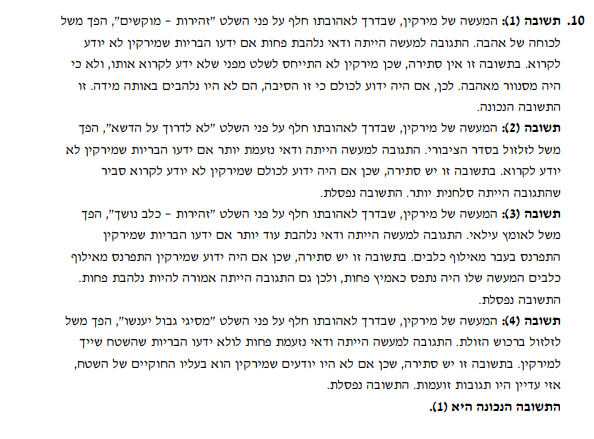 10. תשובה (1): המעשה של מירקין, שבדרך לאהובתו חלף על פני השלט "זהירות – מוקשים", הפך משל
לכוחה של אהבה. התגובה למעשה הייתה ודאי נלהבת פחות אם ידעו הבריות שמירקין לא יודע
לקרוא. בתשובה זו אין סתירה, שכן מירקין לא התייחס לשלט מפני שלא ידע לקרוא אותו, ולא כי
היה מסנוור מאהבה. לכן, אם היה ידוע לכולם כי זו הסיבה, הם לא היו נלהבים באותה מידה. זו
התשובה הנכונה.
תשובה (2): המעשה של מירקין, שבדרך לאהובתו חלף על פני השלט "לא לדרוך על הדשא", הפך
משל לזלזול בסדר הציבורי. התגובה למעשה הייתה ודאי נזעמת יותר אם ידעו הבריות שמירקין לא
יודע לקרוא. בתשובה זו יש סתירה, שכן אם היה ידוע לכולם שמירקין לא יודע לקרוא סביר
שהתגובה הייתה סלחנית יותר. התשובה נפסלת.
תשובה (3): המעשה של מירקין, שבדרך לאהובתו חלף על פני השלט "זהירות – כלב נושך", הפך
משל לאומץ עילאי. התגובה למעשה הייתה ודאי נלהבת עוד יותר אם ידעו הבריות שמירקין
התפרנס בעבר מאילוף כלבים. בתשובה זו יש סתירה, שכן אם היה ידוע שמירקין התפרנס מאילוף
כלבים המעשה שלו היה נתפס כאמיץ פחות, ולכן גם התגובה הייתה אמורה להיות נלהבת פחות.
התשובה נפסלת.
תשובה (4): המעשה של מירקין, שבדרך לאהובתו חלף על פני השלט "מסיגי גבול יענשו", הפך משל
לזלזול ברכוש הזולת. התגובה למעשה הייתה ודאי נזעמת פחות לולא ידעו הבריות שהשטח שייך
למירקין. בתשובה זו יש סתירה, שכן אם לא היו יודעים שמירקין הוא בעליו החוקיים של השטח,
אזי עדיין היו תגובות זועמות. התשובה נפסלת.
התשובה הנכונה היא (1).